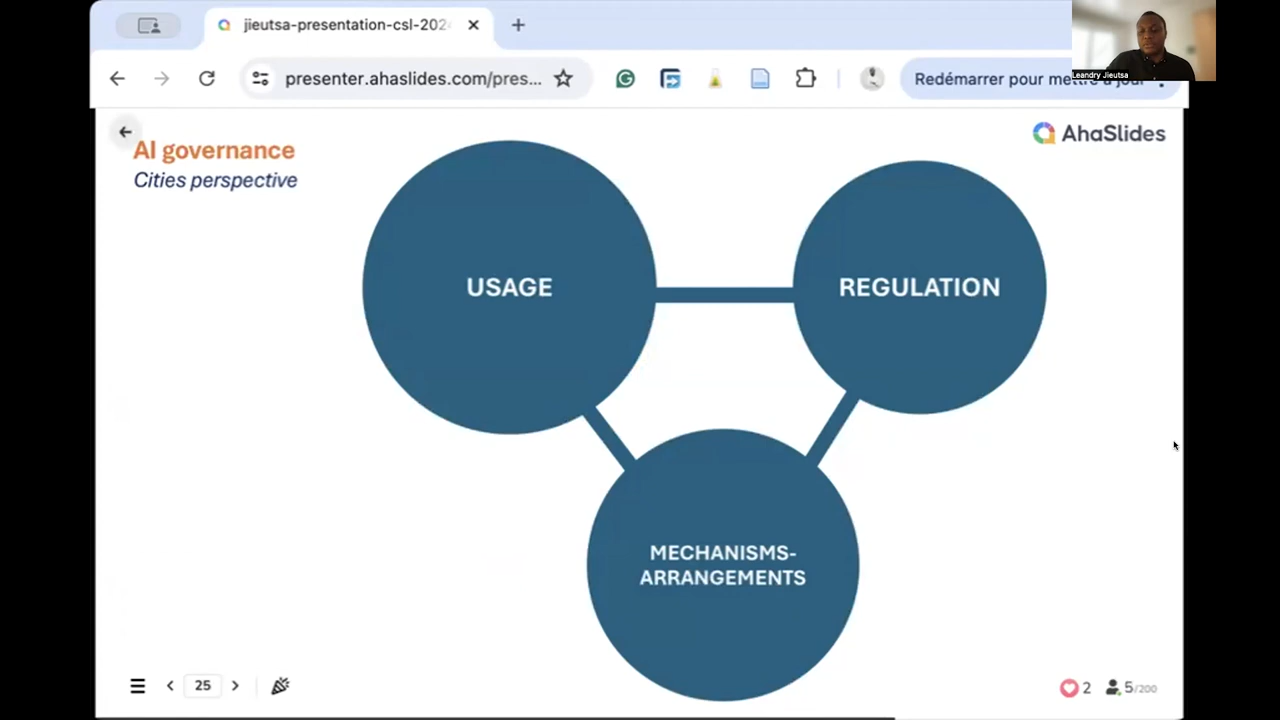 jieutsa-presentation-csl-202
presenter.ahaslides.com/pres...
Redémarrer pour mettre à jour
Leandry Jieutsa
AI governance
Cities perspective
AhaSlides
USAGE
REGULATION
MECHANISMS-
ARRANGEMENTS
25
2
5/200